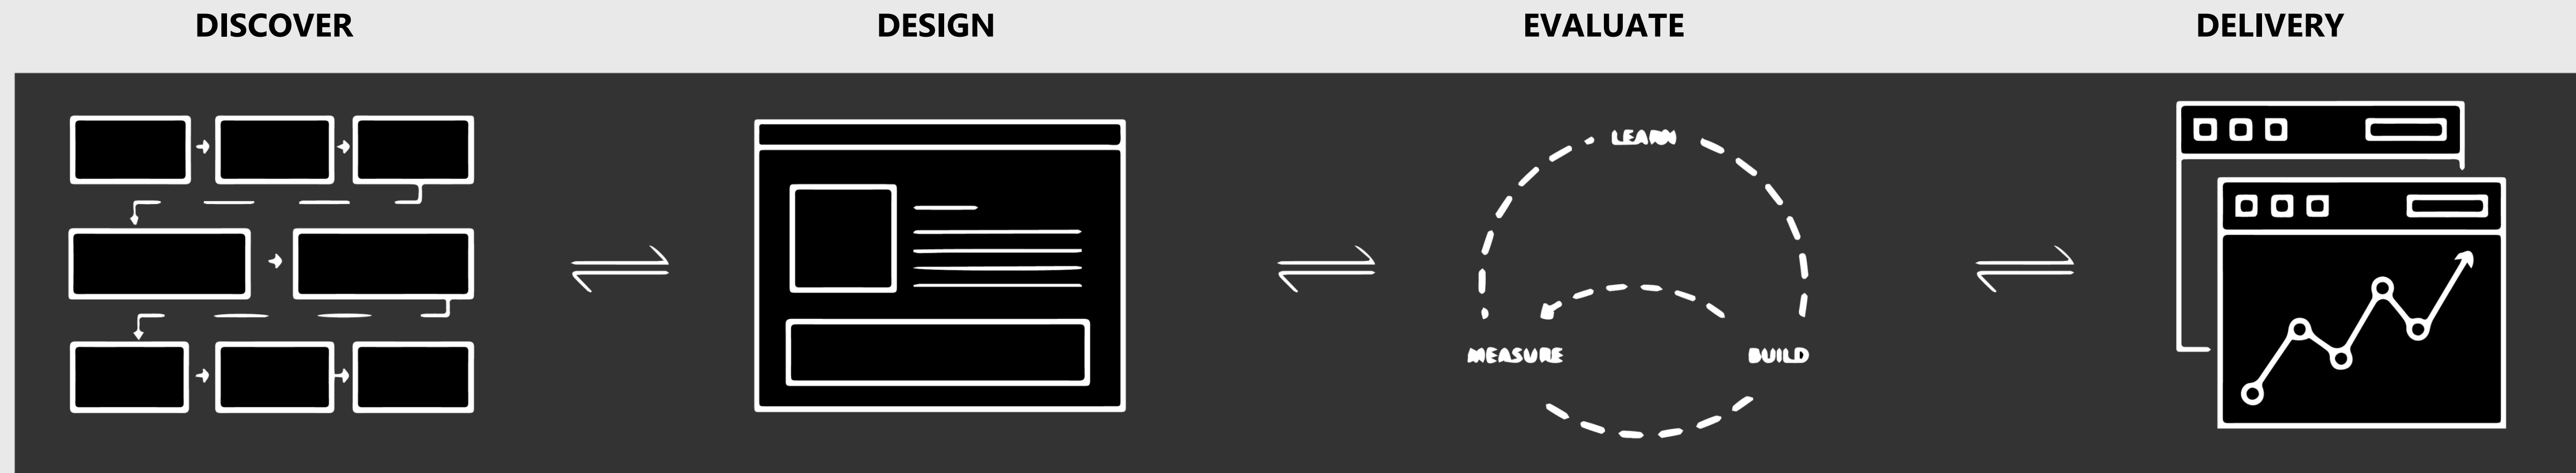 DISCOVER
DESIGN
EVALUATE
DELIVERY
LEARN
MEASURE
BUILD